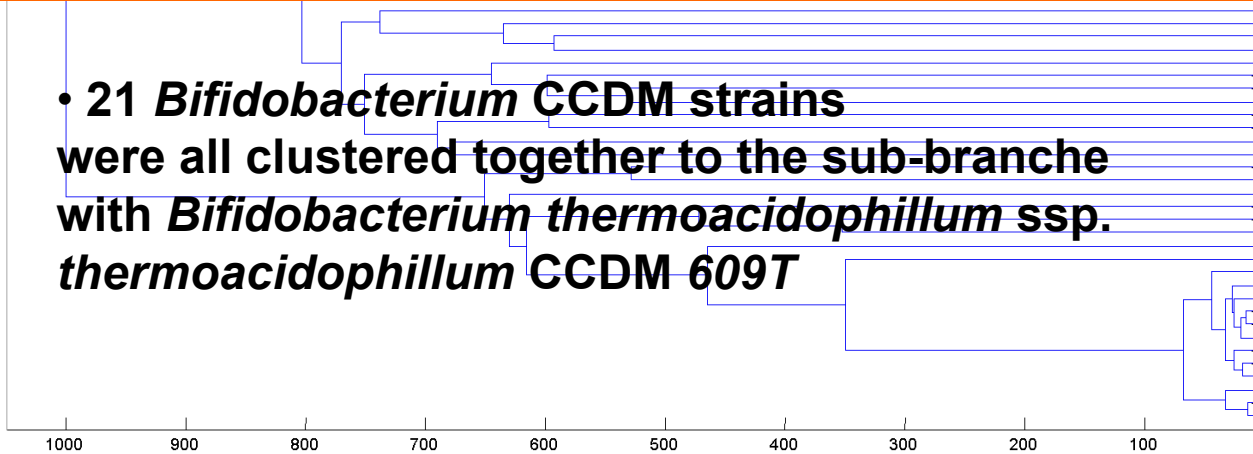 • 21 Bifidobacterium CCDM strains
were all clustered together to the sub-branche
with Bifidobacterium thermoacidophillum ssp.
thermoacidophillum CCDM 609T
1000 900 800 700 600 500 400 300 200 100